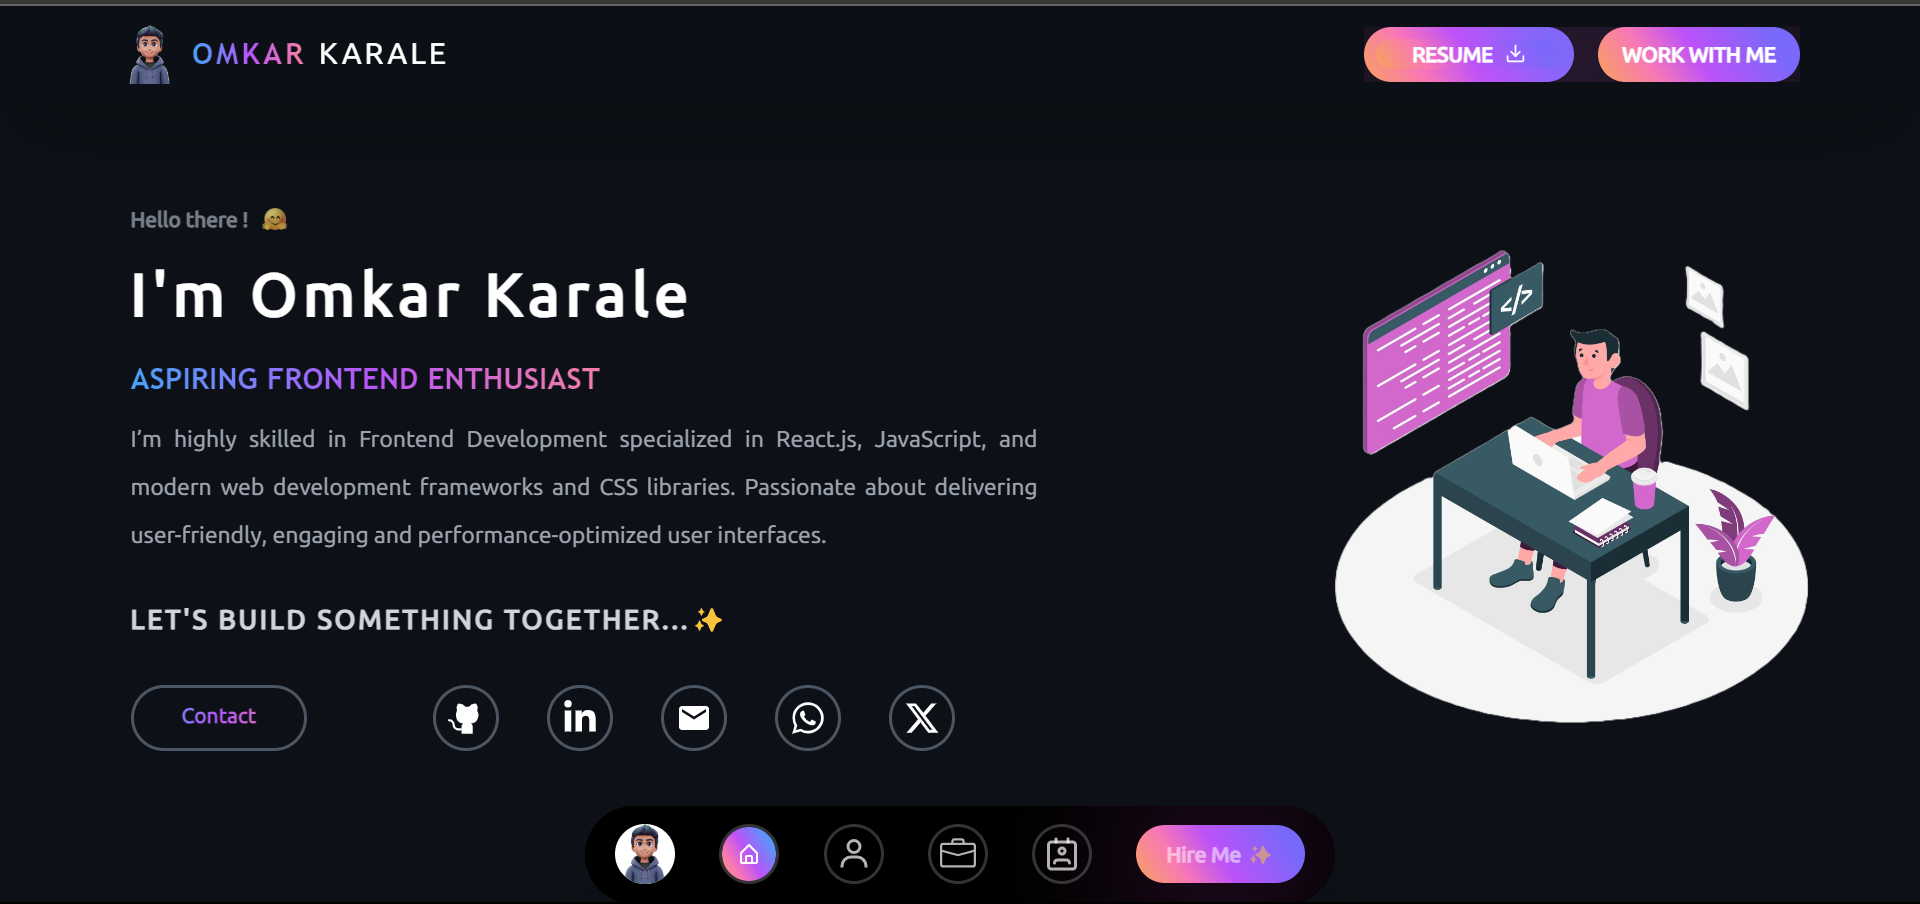 OMKAR KARALE
RESUME
WORK WITH ME
Hello there ! 🤗
I'm Omkar Karale
ASPIRING FRONTEND ENTHUSIAST
I’m highly skilled in Frontend Development specialized in React.js, JavaScript, and
modern web development frameworks and CSS libraries. Passionate about delivering
user-friendly, engaging and performance-optimized user interfaces.
LET'S BUILD SOMETHING TOGETHER...✨
</>
Contact
in
X
Hire Me ✨